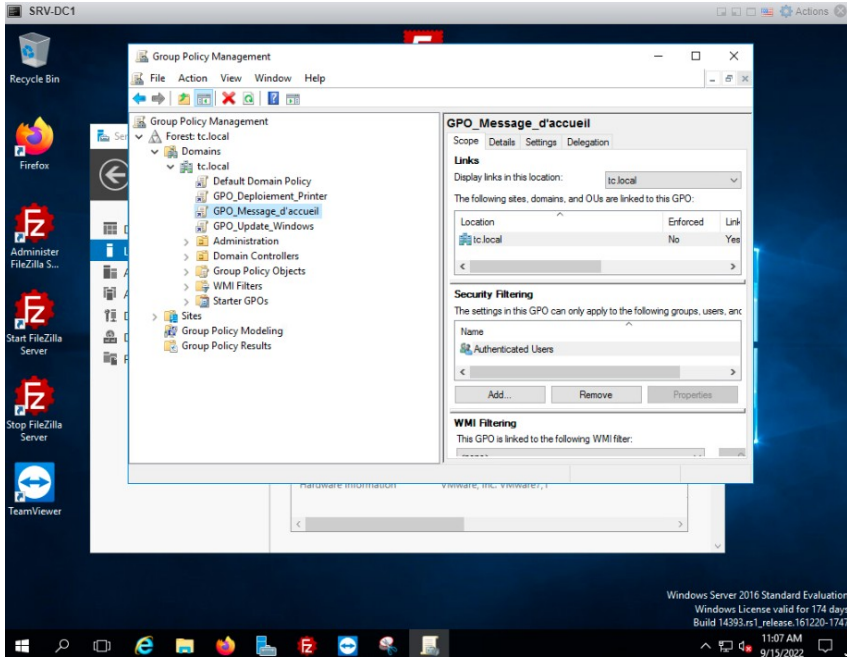 SRV-DC1
Actions
Recycle Bin
Firefox
Administer
FileZilla S...
Start FileZilla
Server
Stop FileZilla
Server
TeamViewer
Group Policy Management
File Action View Window Help
Group Policy Management
Forest: tc.local
Domains
tc.local
Default Domain Policy
GPO_Deploiement_Printer
GPO_Message_d'accueil
GPO_Update_Windows
Administration
Domain Controllers
Group Policy Objects
WMI Filters
Starter GPOs
Sites
Group Policy Modeling
Group Policy Results
GPO_Message_d'accueil
Scope Details Settings Delegation
Links
Display links in this location: tc.local
The following sites, domains, and OUs are linked to this GPO:
Location Enforced Link
tc.local No Yes
Security Filtering
The settings in this GPO can only apply to the following groups, users, and
Name
Authenticated Users
Add... Remove Properties
WMI Filtering
This GPO is linked to the following WMI filter:
Hardware information VMware, Inc. VMware7,1
Windows Server 2016 Standard Evaluation
Windows License valid for 174 days
Build 14393.rs1_release.161220-1747
11:07 AM
9/15/2022